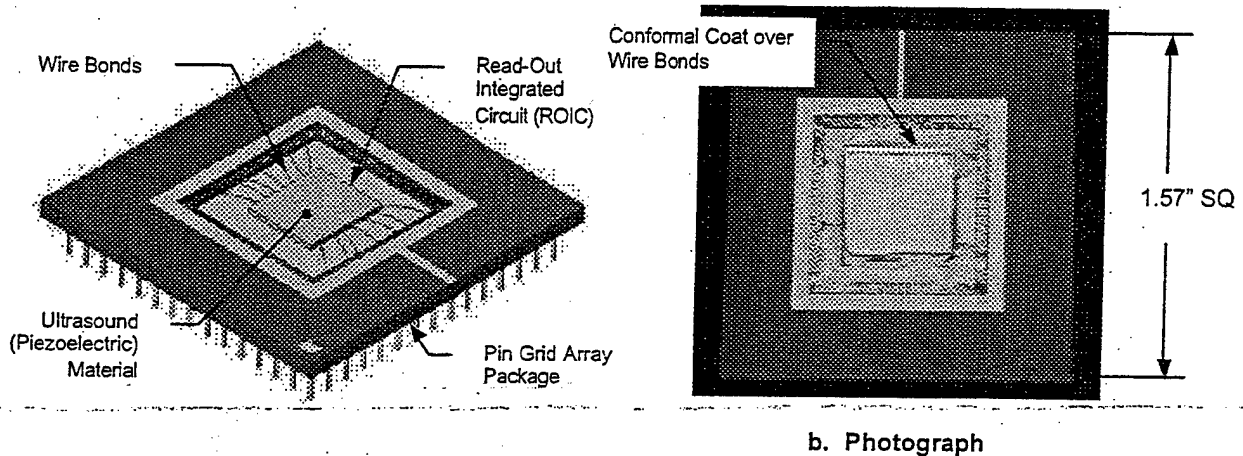 Wire Bonds
Read-Out
Integrated
Circuit (ROIC)
Ultrasound
(Piezoelectric)
Material
Pin Grid Array
Package
Conformal Coat over
Wire Bonds
1.57" SQ
b. Photograph